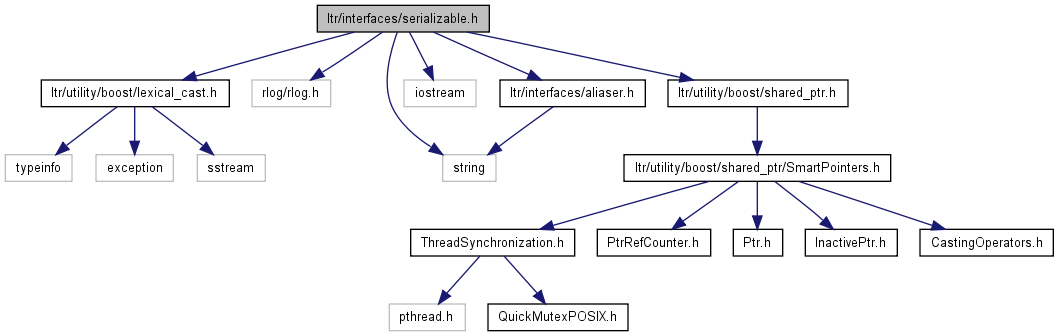 ltr/interfaces/serializable.h
ltr/utility/boost/lexical_cast.h
rlog/rlog.h
iostream
ltr/interfaces/aliaser.h
ltr/utility/boost/shared_ptr.h
typeinfo
exception
sstream
string
ltr/utility/boost/shared_ptr/SmartPointers.h
ThreadSynchronization.h
PtrRefCounter.h
Ptr.h
InactivePtr.h
CastingOperators.h
pthread.h
QuickMutexPOSIX.h